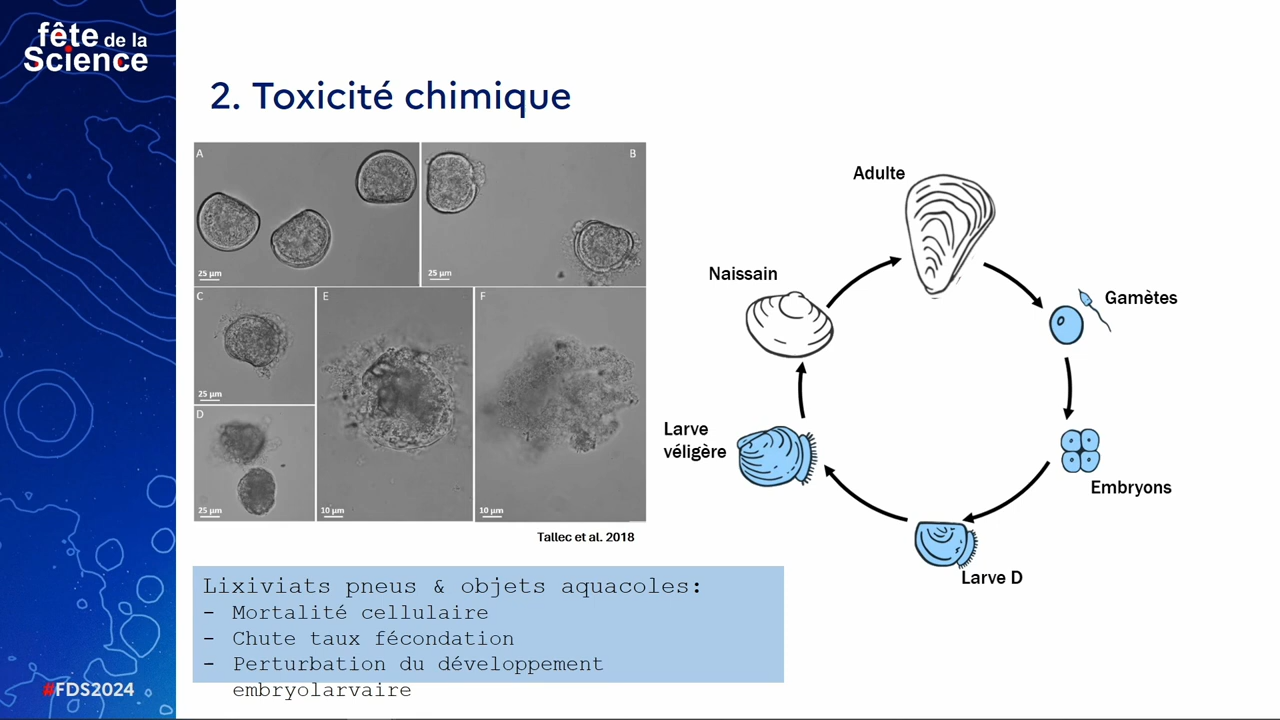 fête de la
Science
2. Toxicité chimique
A
B
25 µm
25 µm
C
E
F
25 µm
D
25 µm
10 µm
10 µm
Tallec et al. 2018
Adulte
Naissain
Gamètes
Larve
véligère
Embryons
Larve D
Lixiviats pneus & objets aquacoles:
- Mortalité cellulaire
- Chute taux fécondation
- Perturbation du développement
embryolarvaire
#FDS2024